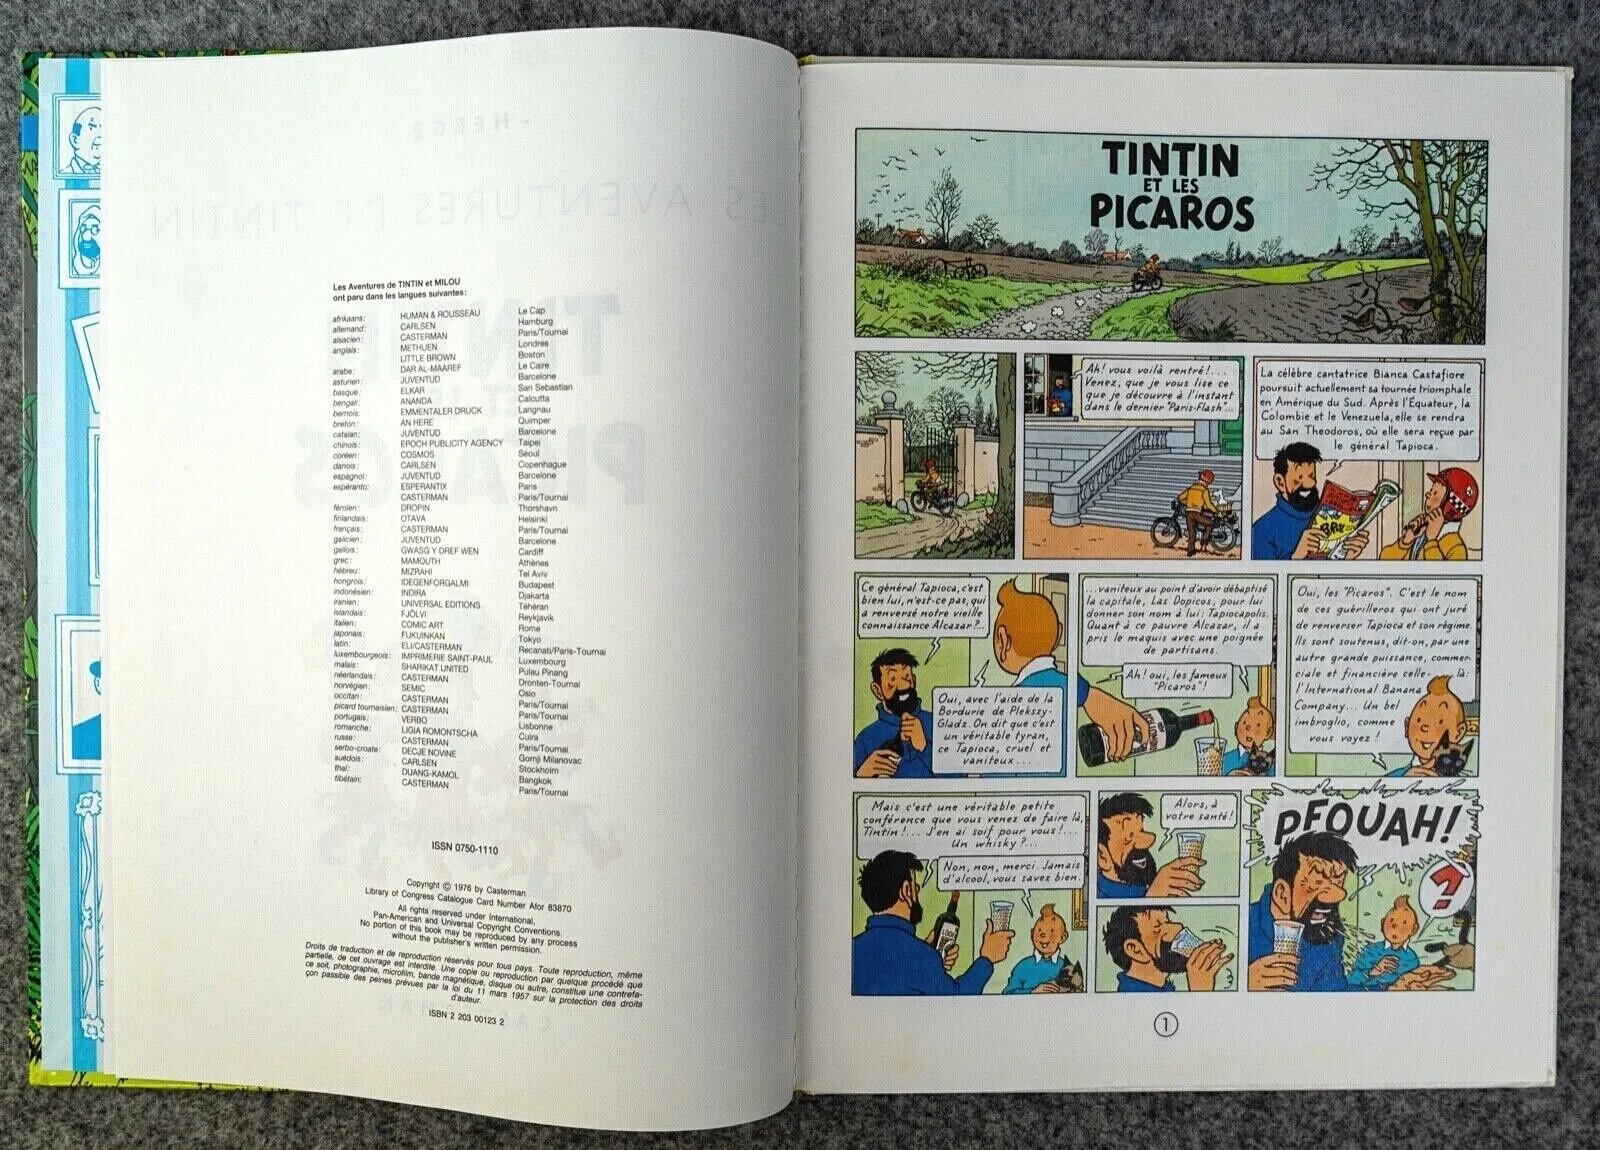 Les Aventures de TINTIN et MILOU
ont paru dans les langues suivantes:
afrikaans: HUMAN & ROUSSEAU Le Cap
allemand: CARLSEN Hamburg
alsacien: CASTERMAN Paris/Tournai
anglais: METHUEN Londres
LITTLE BROWN Boston
arabe: DAR AL-MAAREF Le Caire
asturien: JUVENTUD Barcelone
basque: ELKAR San Sebastian
bengali: ANANDA Calcutta
bernois: EMMENTALER DRUCK Langnau
breton: AN HERE Quimper
catalan: JUVENTUD Barcelone
chinois: EPOCH PUBLICITY AGENCY Taipei
coréen: COSMOS Séoul
danois: CARLSEN Copenhague
espagnol: JUVENTUD Barcelone
espéranto: ESPERANTIX Paris
CASTERMAN Paris/Tournai
féroïen: DROPIN Thorshavn
finlandais: OTAVA Helsinki
français: CASTERMAN Paris/Tournai
galicien: JUVENTUD Barcelone
gallois: GWASG Y DREF WEN Cardiff
grec: MAMOUTH Athènes
hébreu: MIZRAHI Tel Aviv
hongrois: IDEGENFORGALMI Budapest
indonésien: INDIRA Djakarta
iranien: UNIVERSAL EDITIONS Téhéran
islandais: FJÖLVI Reykjavik
italien: COMIC ART Rome
japonais: FUKUINKAN Tokyo
latin: ELI/CASTERMAN Recanati/Paris-Tournai
luxembourgeois: IMPRIMERIE SAINT-PAUL Luxembourg
malais: SHARIKAT UNITED Pulau Pinang
néerlandais: CASTERMAN Dronten-Tournai
norvégien: SEMIC Oslo
occitan: CASTERMAN Paris/Tournai
picard tournaisien: CASTERMAN Paris/Tournai
portugais: VERBO Lisbonne
romanche: LIGIA ROMONTSCHA Cuira
russe: CASTERMAN Paris/Tournai
serbo-croate: DECJE NOVINE Gornji Milanovac
suédois: CARLSEN Stockholm
thaï: DUANG-KAMOL Bangkok
tibétain: CASTERMAN Paris/Tournai
ISSN 0750-1110
Copyright © 1976 by Casterman
Library of Congress Catalogue Card Number Afor 63870
All rights reserved under International,
Pan-American and Universal Copyright Conventions.
No portion of this book may be reproduced by any process
without the publisher's written permission.
Droits de traduction et de reproduction réservés pour tous pays. Toute reproduction, même
partielle, de cet ouvrage est interdite. Une copie ou reproduction par quelque procédé que
ce soit, photographie, microfilm, bande magnétique, disque ou autre, constitue une contrefa-
çon passible des peines prévues par la loi du 11 mars 1957 sur la protection des droits
d'auteur.
ISBN 2 203 00123 2
TINTIN
ET LES
PICAROS
Ah! vous voilà rentré!...
Venez, que je vous lise ce
que je découvre à l'instant
dans le dernier "Paris-Flash"...
La célèbre cantatrice Bianca Castafiore
poursuit actuellement sa tournée triomphale
en Amérique du Sud. Après l'Équateur, la
Colombie et le Venezuela, elle se rendra
au San Theodoros, où elle sera reçue par
le général Tapioca.
Ce général Tapioca, c'est
bien lui, n'est-ce pas, qui
a renversé notre vieille
connaissance Alcazar?...
Oui, avec l'aide de la
Bordurie de Plekszy-
Gladz. On dit que c'est
un véritable tyran,
ce Tapioca, cruel et
vaniteux...
...vaniteux au point d'avoir débaptisé
la capitale, Las Dopicos, pour lui
donner son nom à lui: Tapiocapolis.
Quant à ce pauvre Alcazar, il a
pris le maquis avec une poignée
de partisans.
Ah! oui, les fameux
"Picaros"!
Oui, les "Picaros". C'est le nom
de ces guérilleros qui ont juré
de renverser Tapioca et son régime.
Ils sont soutenus, dit-on, par une
autre grande puissance, commer-
ciale et financière celle-là:
l'International Banana
Company... Un bel
imbroglio, comme
vous voyez!
Mais c'est une véritable petite
conférence que vous venez de faire là,
Tintin!... J'en ai soif pour vous!...
Un whisky?...
Non, non, merci. Jamais
d'alcool, vous savez bien.
LOCH
Alors, à
votre santé!
PFOUAH!
?
1